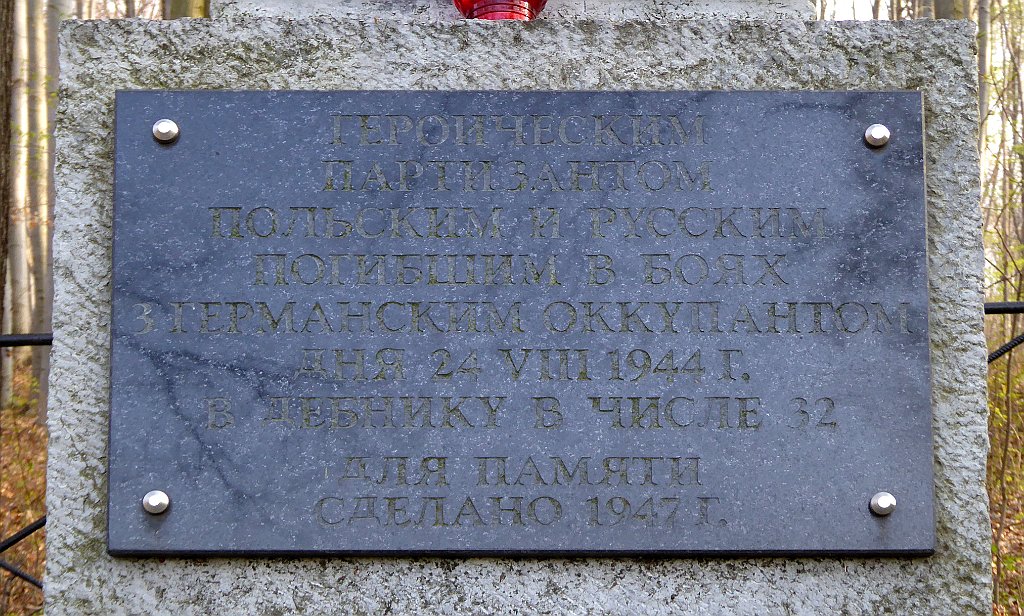 ГЕРОИЧЕСКИМ
ПАРТИЗАНТОМ
ПОЛЬСКИМ И РУССКИМ
ПОГИБШИМ В БОЯХ
З ГЕРМАНСКИМ ОККУПАНТОМ
ДНЯ 24 VIII 1944 Г.
В ДЕБНИКУ В ЧИСЛЕ 32
ДЛЯ ПАМЯТИ
СДЕЛАНО 1947 Г.